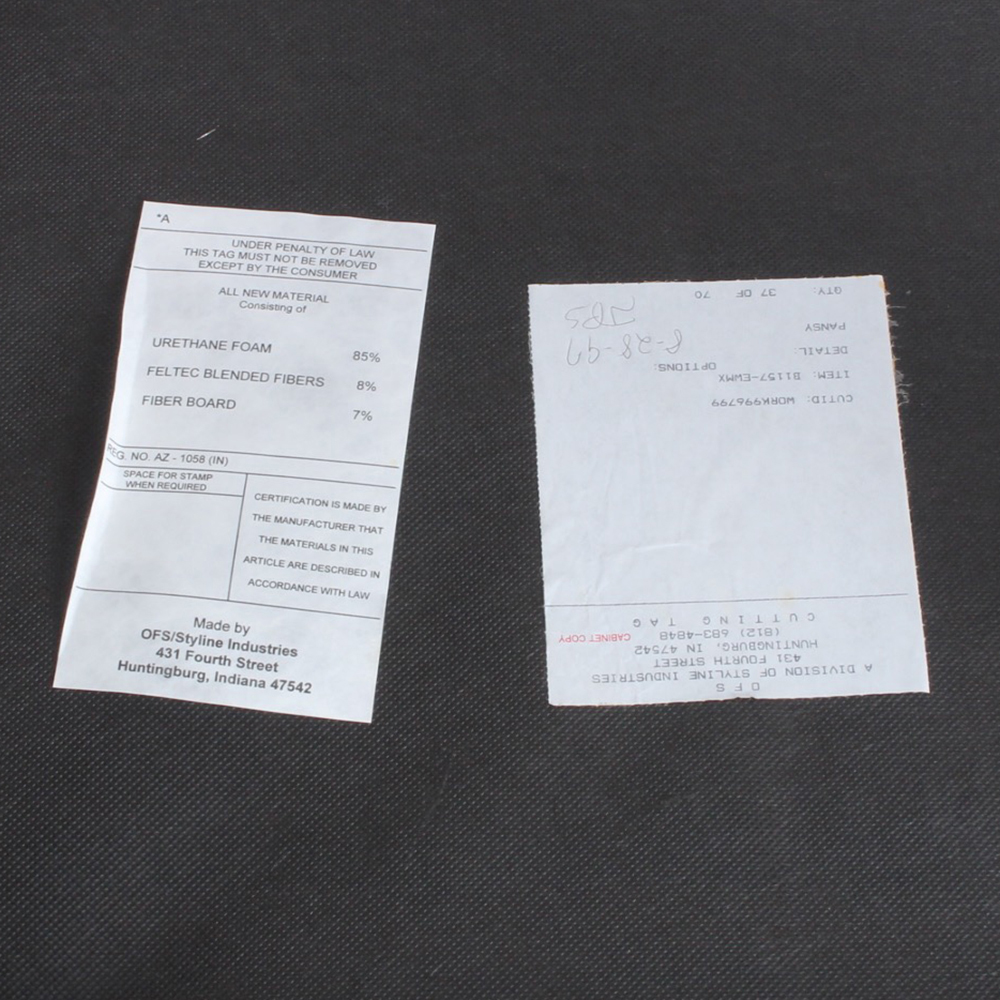 *A
UNDER PENALTY OF LAW
THIS TAG MUST NOT BE REMOVED
EXCEPT BY THE CONSUMER
ALL NEW MATERIAL
Consisting of
URETHANE FOAM 85%
FELTEC BLENDED FIBERS 8%
FIBER BOARD 7%
REG. NO. AZ - 1058 (IN)
SPACE FOR STAMP
WHEN REQUIRED
CERTIFICATION IS MADE BY
THE MANUFACTURER THAT
THE MATERIALS IN THIS
ARTICLE ARE DESCRIBED IN
ACCORDANCE WITH LAW
Made by
OFS/Styline Industries
431 Fourth Street
Huntingburg, Indiana 47542
O F S
A DIVISION OF STYLINE INDUSTRIES
431 FOURTH STREET
HUNTINGBURG, IN 47542
(812) 683-4848 CABINET COPY
CUTTING TAG
CUTID: WORK996799
ITEM: B1157-EWMX OPTIONS:
DETAIL: 8-28-97
PANSY
QTY: 37 OF 70